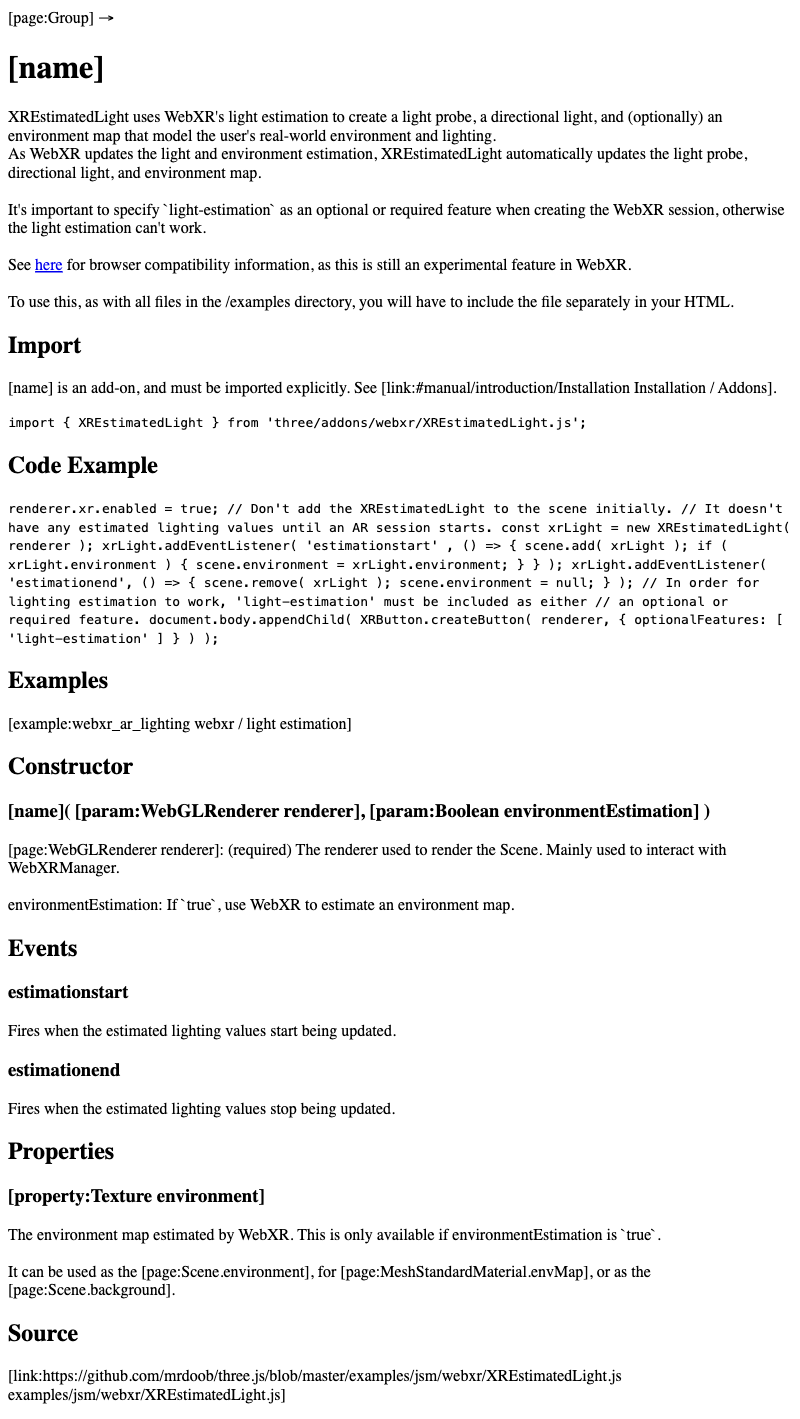 [page:Group] →
[name]
XREstimatedLight uses WebXR's light estimation to create a light probe, a directional light, and (optionally) an
environment map that model the user's real-world environment and lighting.
As WebXR updates the light and environment estimation, XREstimatedLight automatically updates the light probe,
directional light, and environment map.
It's important to specify `light-estimation` as an optional or required feature when creating the WebXR session, otherwise
the light estimation can't work.
See here for browser compatibility information, as this is still an experimental feature in WebXR.
To use this, as with all files in the /examples directory, you will have to include the file separately in your HTML.
Import
[name] is an add-on, and must be imported explicitly. See [link:#manual/introduction/Installation Installation / Addons].
import { XREstimatedLight } from 'three/addons/webxr/XREstimatedLight.js';
Code Example
renderer.xr.enabled = true; // Don't add the XREstimatedLight to the scene initially. // It doesn't
have any estimated lighting values until an AR session starts. const xrLight = new XREstimatedLight(
renderer ); xrLight.addEventListener( 'estimationstart' , () => { scene.add( xrLight ); if (
xrLight.environment ) { scene.environment = xrLight.environment; } } ); xrLight.addEventListener(
'estimationend', () => { scene.remove( xrLight ); scene.environment = null; } ); // In order for
lighting estimation to work, 'light-estimation' must be included as either // an optional or
required feature. document.body.appendChild( XRButton.createButton( renderer, { optionalFeatures: [
'light-estimation' ] } ) );
Examples
[example:webxr_ar_lighting webxr / light estimation]
Constructor
[name]( [param:WebGLRenderer renderer], [param:Boolean environmentEstimation] )
[page:WebGLRenderer renderer]: (required) The renderer used to render the Scene. Mainly used to interact with
WebXRManager.
environmentEstimation: If `true`, use WebXR to estimate an environment map.
Events
estimationstart
Fires when the estimated lighting values start being updated.
estimationend
Fires when the estimated lighting values stop being updated.
Properties
[property:Texture environment]
The environment map estimated by WebXR. This is only available if environmentEstimation is `true`.
It can be used as the [page:Scene.environment], for [page:MeshStandardMaterial.envMap], or as the
[page:Scene.background].
Source
[link:https://github.com/mrdoob/three.js/blob/master/examples/jsm/webxr/XREstimatedLight.js
examples/jsm/webxr/XREstimatedLight.js]